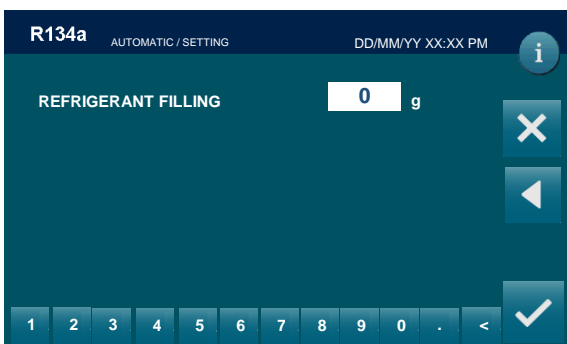 R134a AUTOMATIC / SETTING DD/MM/YY XX:XX PM i
REFRIGERANT FILLING 0 g
1 2 3 4 5 6 7 8 9 0 . <